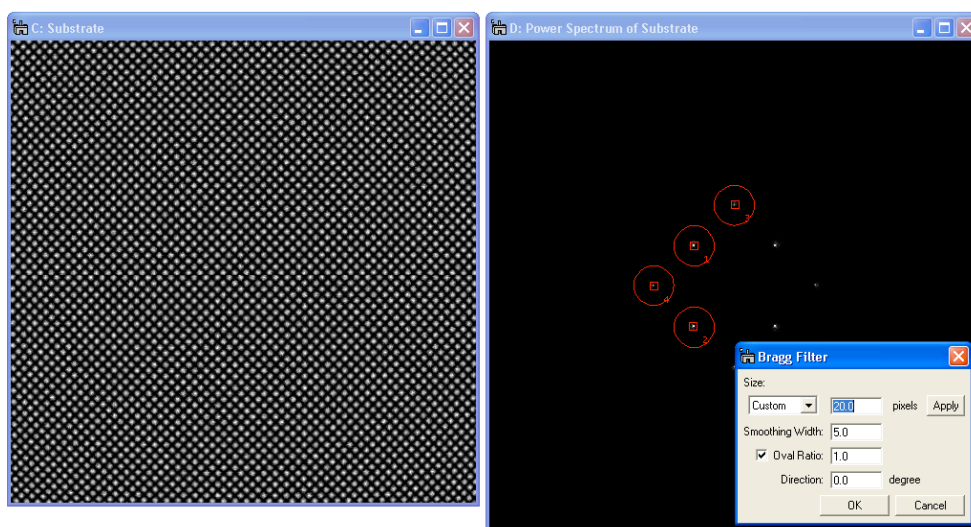 C: Substrate
D: Power Spectrum of Substrate
3
1
4
2
Bragg Filter
Size:
Custom 20.0 pixels Apply
Smoothing Width: 5.0
Oval Ratio: 1.0
Direction: 0.0 degree
OK Cancel